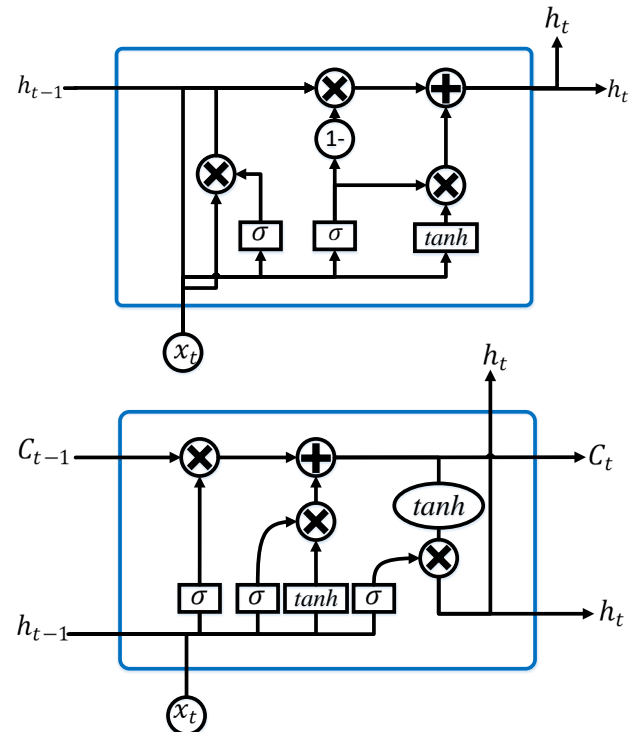 h_t
h_{t-1} h_t
1-
σ σ tanh
x_t
h_t
C_{t-1} C_t
tanh
σ σ tanh σ
h_{t-1} h_t
x_t